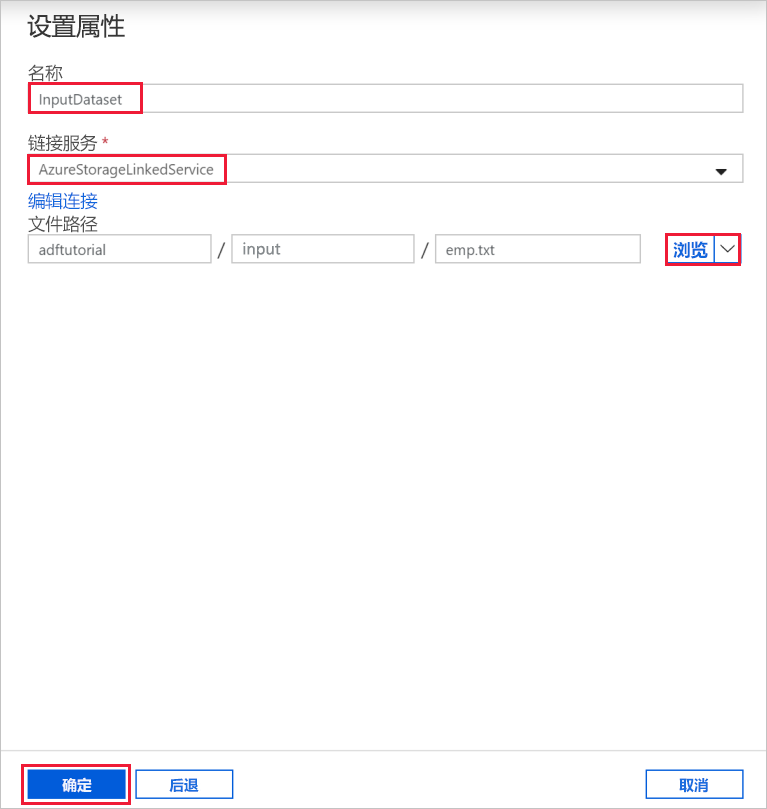 设置属性
名称
InputDataset
链接服务 *
AzureStorageLinkedService
编辑连接
文件路径
adftutorial / input / emp.txt 浏览
确定 后退 取消